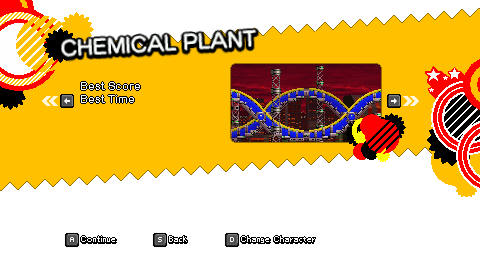 CHEMICAL PLANT
Best Score
Best Time
A Continue
S Back
D Change Character